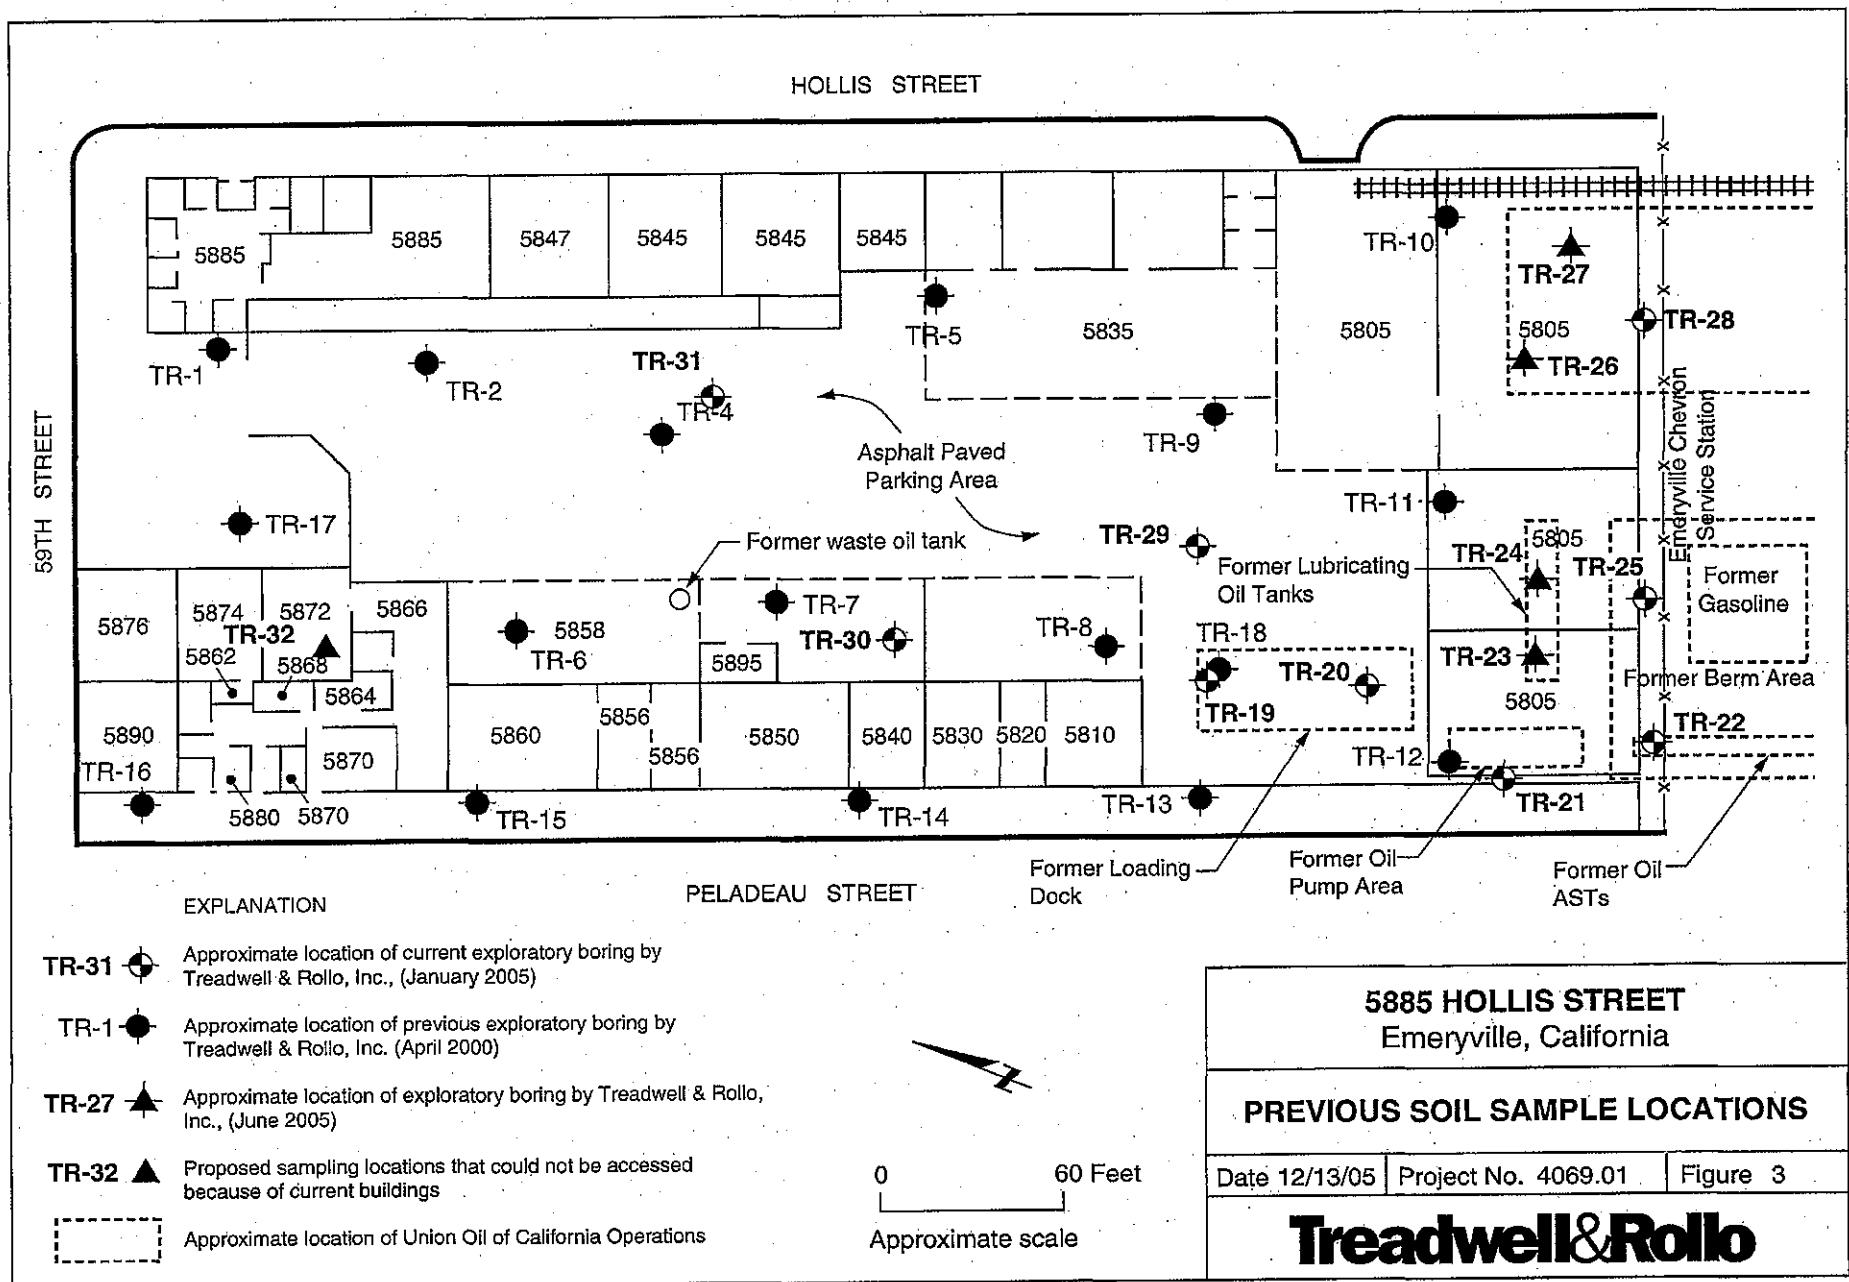 HOLLIS STREET
5885
5885
5847
5845
5845
5845
TR-10
TR-27
TR-5
5835
5805
5805
TR-28
TR-1
TR-2
TR-31
TR-26
TR-4
TR-9
59TH STREET
Asphalt Paved
Parking Area
Emeryville Chevron
Service Station
TR-11
TR-17
Former waste oil tank
TR-29
5805
TR-24
TR-25
Former Lubricating
Oil Tanks
Former
Gasoline
5876
5874
5872
5866
TR-32
5862
5868
5864
5858
TR-6
TR-7
TR-30
5895
TR-8
TR-18
TR-20
TR-19
TR-23
Former Berm Area
5805
5890
TR-16
5870
5860
5856
5856
5850
5840
5830
5820
5810
TR-12
TR-22
5880
5870
TR-15
TR-14
TR-13
TR-21
Former Loading
Dock
Former Oil
Pump Area
Former Oil
ASTs
PELADEAU STREET
EXPLANATION
TR-31
Approximate location of current exploratory boring by
Treadwell & Rollo, Inc., (January 2005)
TR-1
Approximate location of previous exploratory boring by
Treadwell & Rollo, Inc. (April 2000)
TR-27
Approximate location of exploratory boring by Treadwell & Rollo,
Inc., (June 2005)
TR-32
Proposed sampling locations that could not be accessed
because of current buildings
Approximate location of Union Oil of California Operations
0 60 Feet
Approximate scale
5885 HOLLIS STREET
Emeryville, California
PREVIOUS SOIL SAMPLE LOCATIONS
Date 12/13/05 Project No. 4069.01 Figure 3
Treadwell&Rollo